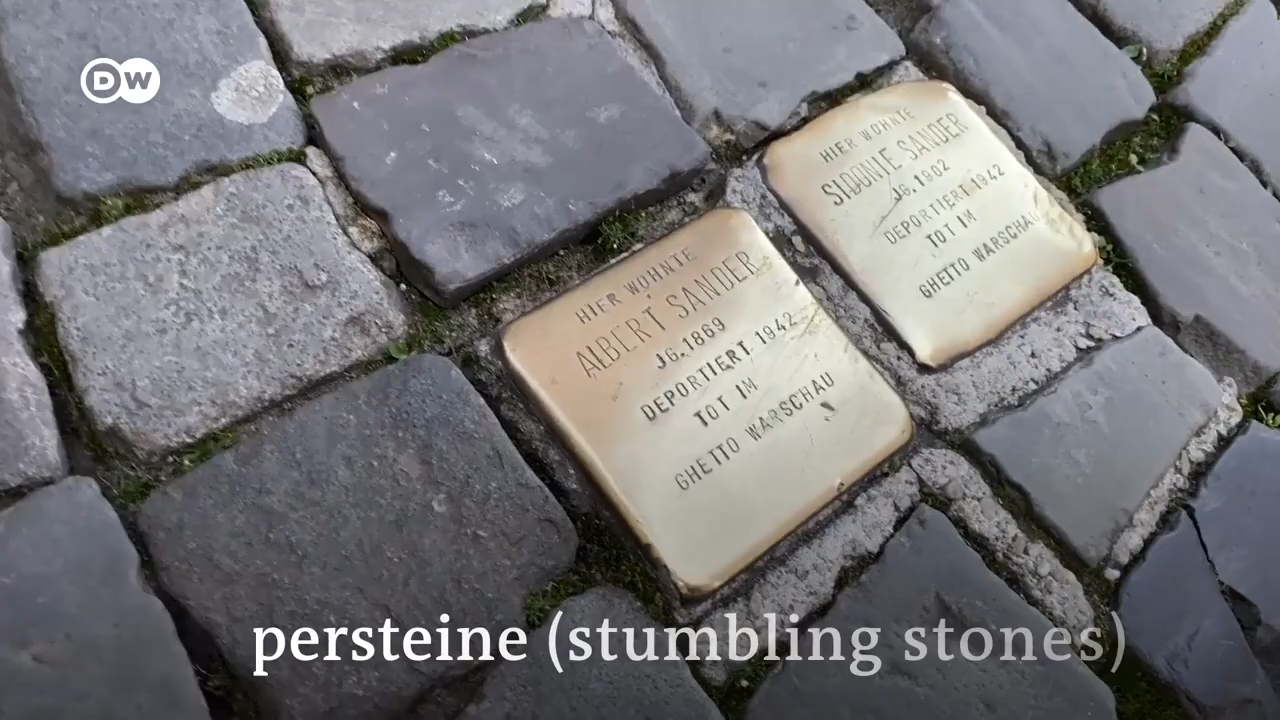 DW
HIER WOHNTE
ALBERT SANDER
JG. 1869
DEPORTIERT 1942
TOT IM
GHETTO WARSCHAU
HIER WOHNTE
SIDONIE SANDER
JG. 1902
DEPORTIERT 1942
TOT IM
GHETTO WARSCHAU
persteine (stumbling stones)